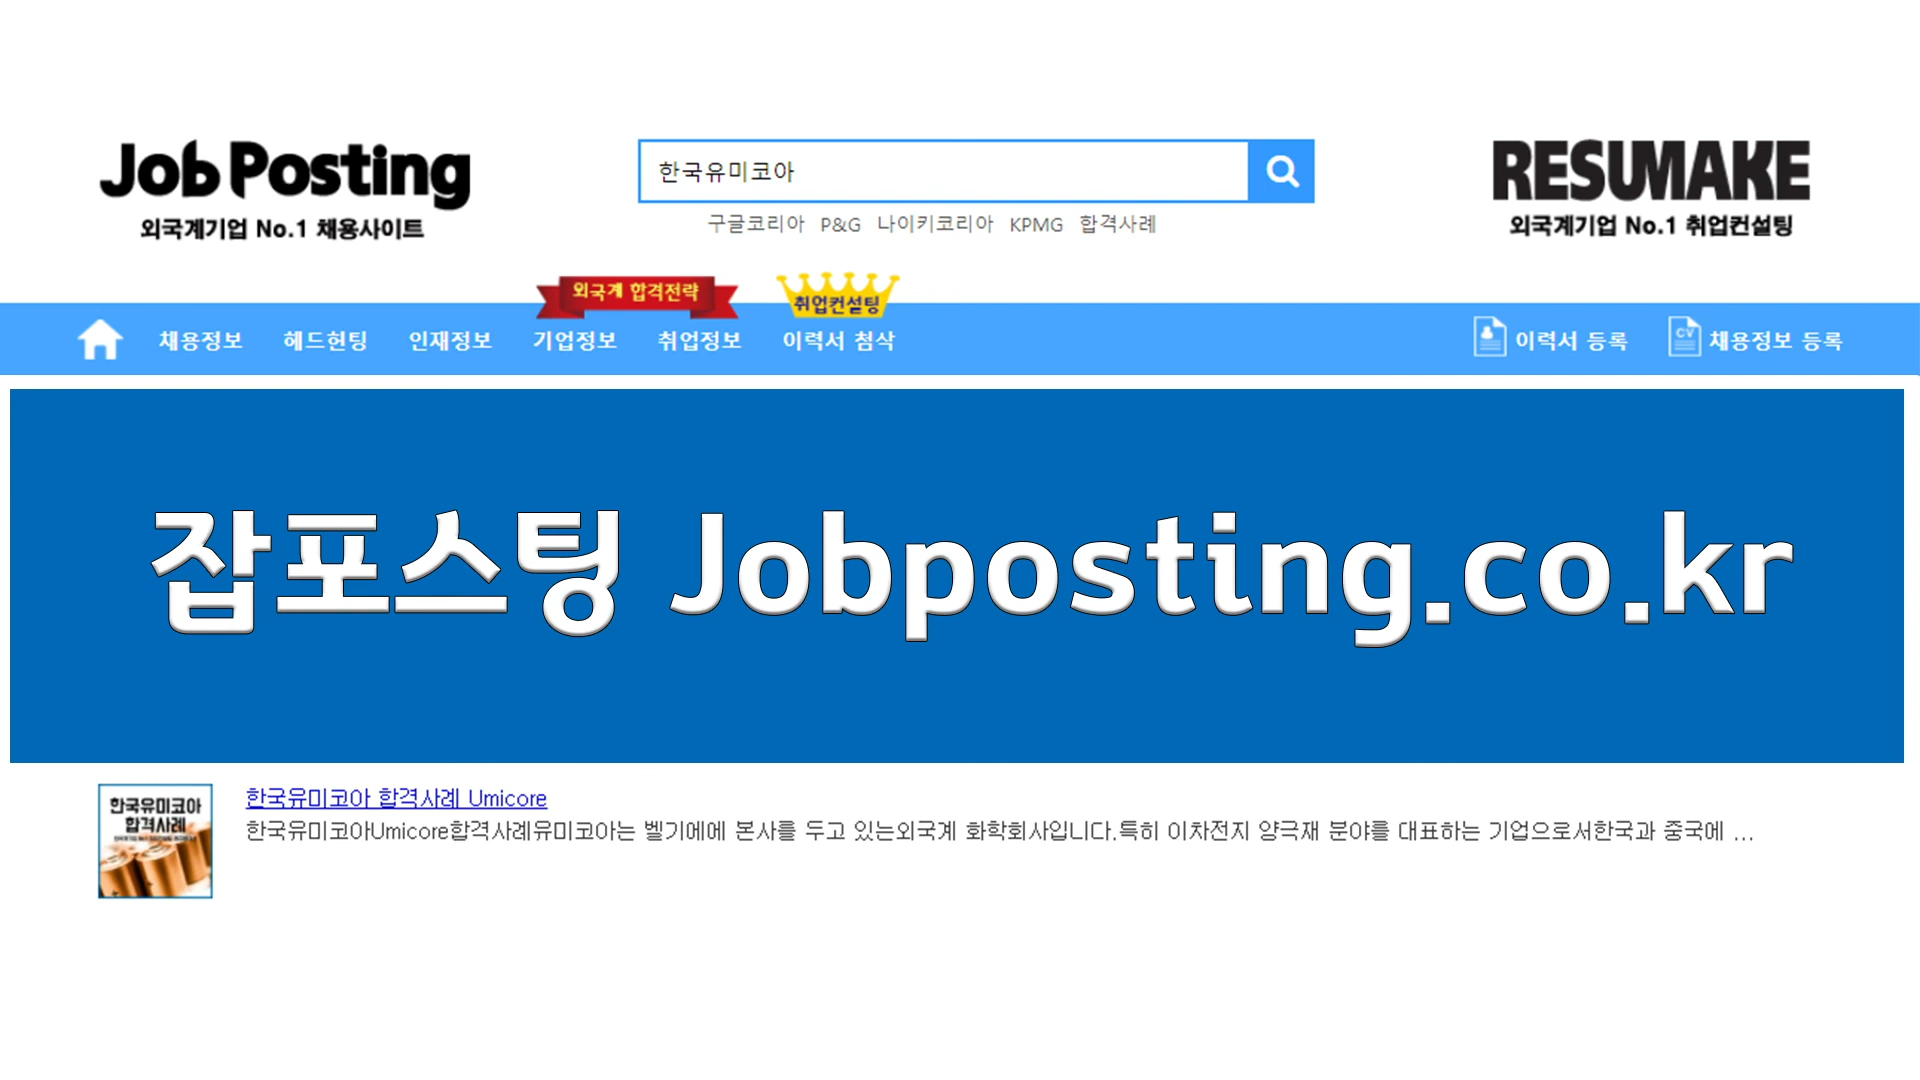 Job Posting
외국계기업 No.1 채용사이트
한국유미코아
구글코리아 P&G 나이키코리아 KPMG 합격사례
RESUMAKE
외국계기업 No.1 취업컨설팅
외국계 합격전략
취업컨설팅
채용정보 헤드헌팅 인재정보 기업정보 취업정보 이력서 첨삭
이력서 등록
CV
채용정보 등록
잡포스팅 Jobposting.co.kr
한국유미코아
합격사례
한국유미코아 합격사례 Umicore
한국유미코아Umicore합격사례유미코아는 벨기에에 본사를 두고 있는외국계 화학회사입니다.특히 이차전지 양극재 분야를 대표하는 기업으로서한국과 중국에 ...